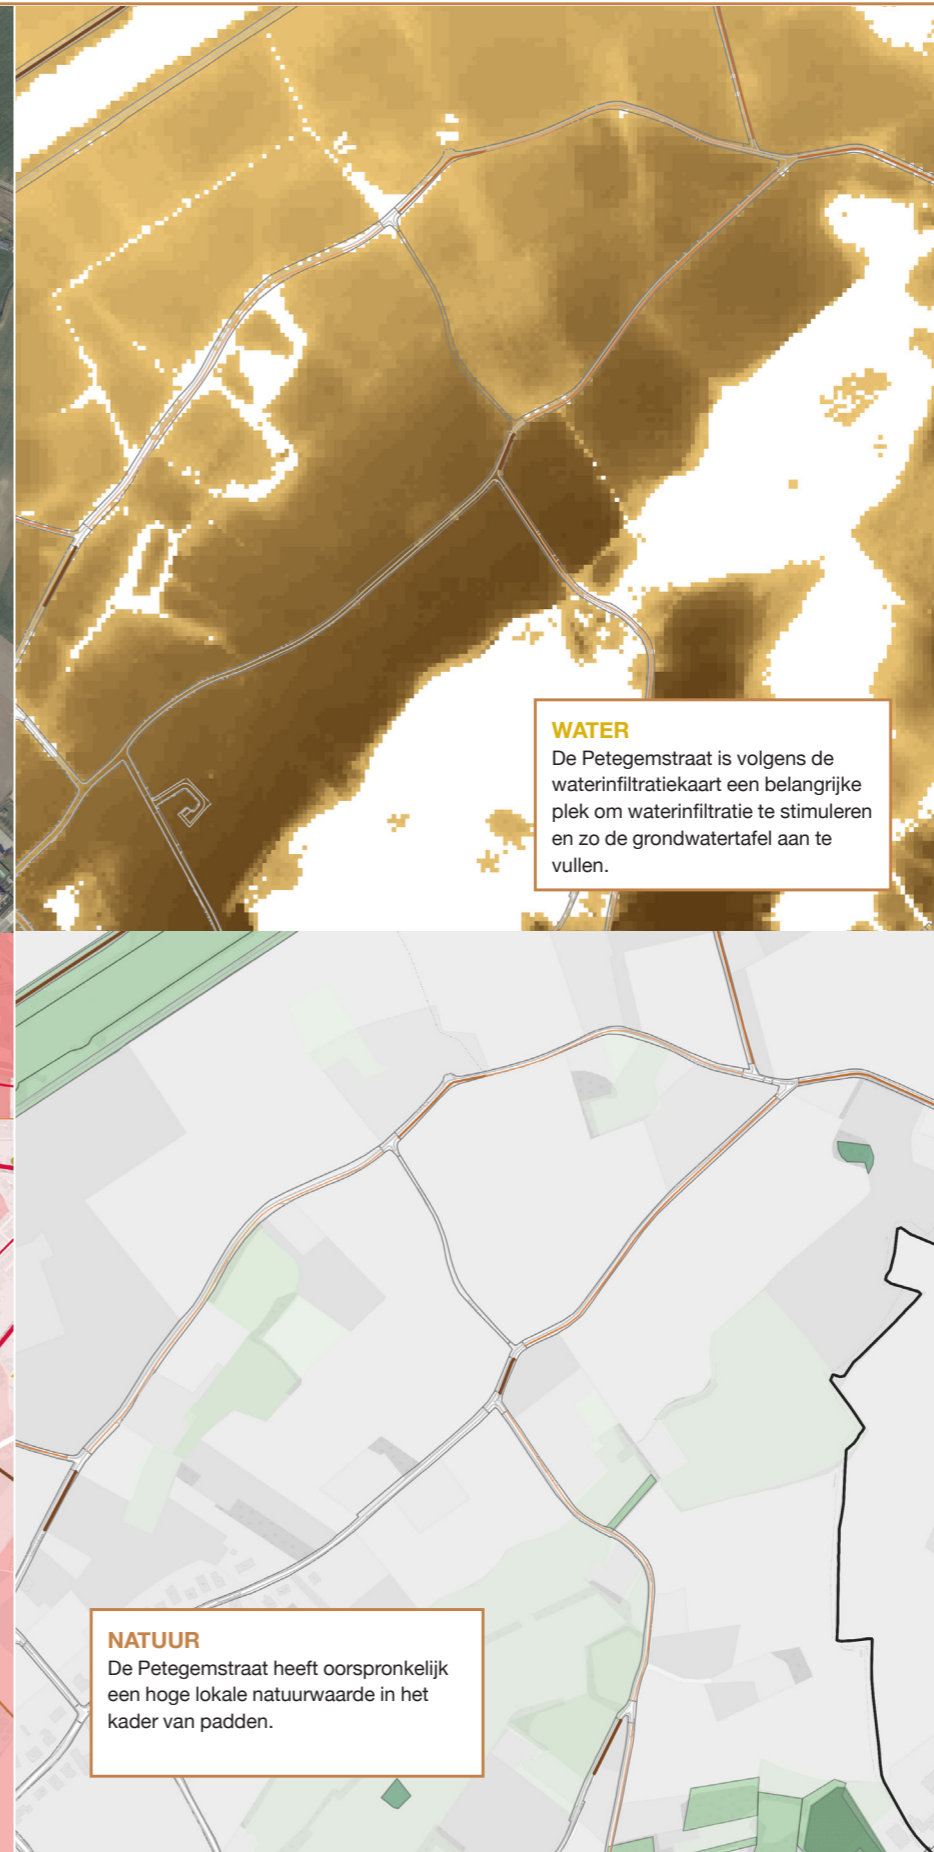 WATER
De Petegemstraat is volgens de
waterinfiltratiekaart een belangrijke
plek om waterinfiltratie te stimuleren
en zo de grondwatertafel aan te
vullen.
NATUUR
De Petegemstraat heeft oorspronkelijk
een hoge lokale natuurwaarde in het
kader van padden.